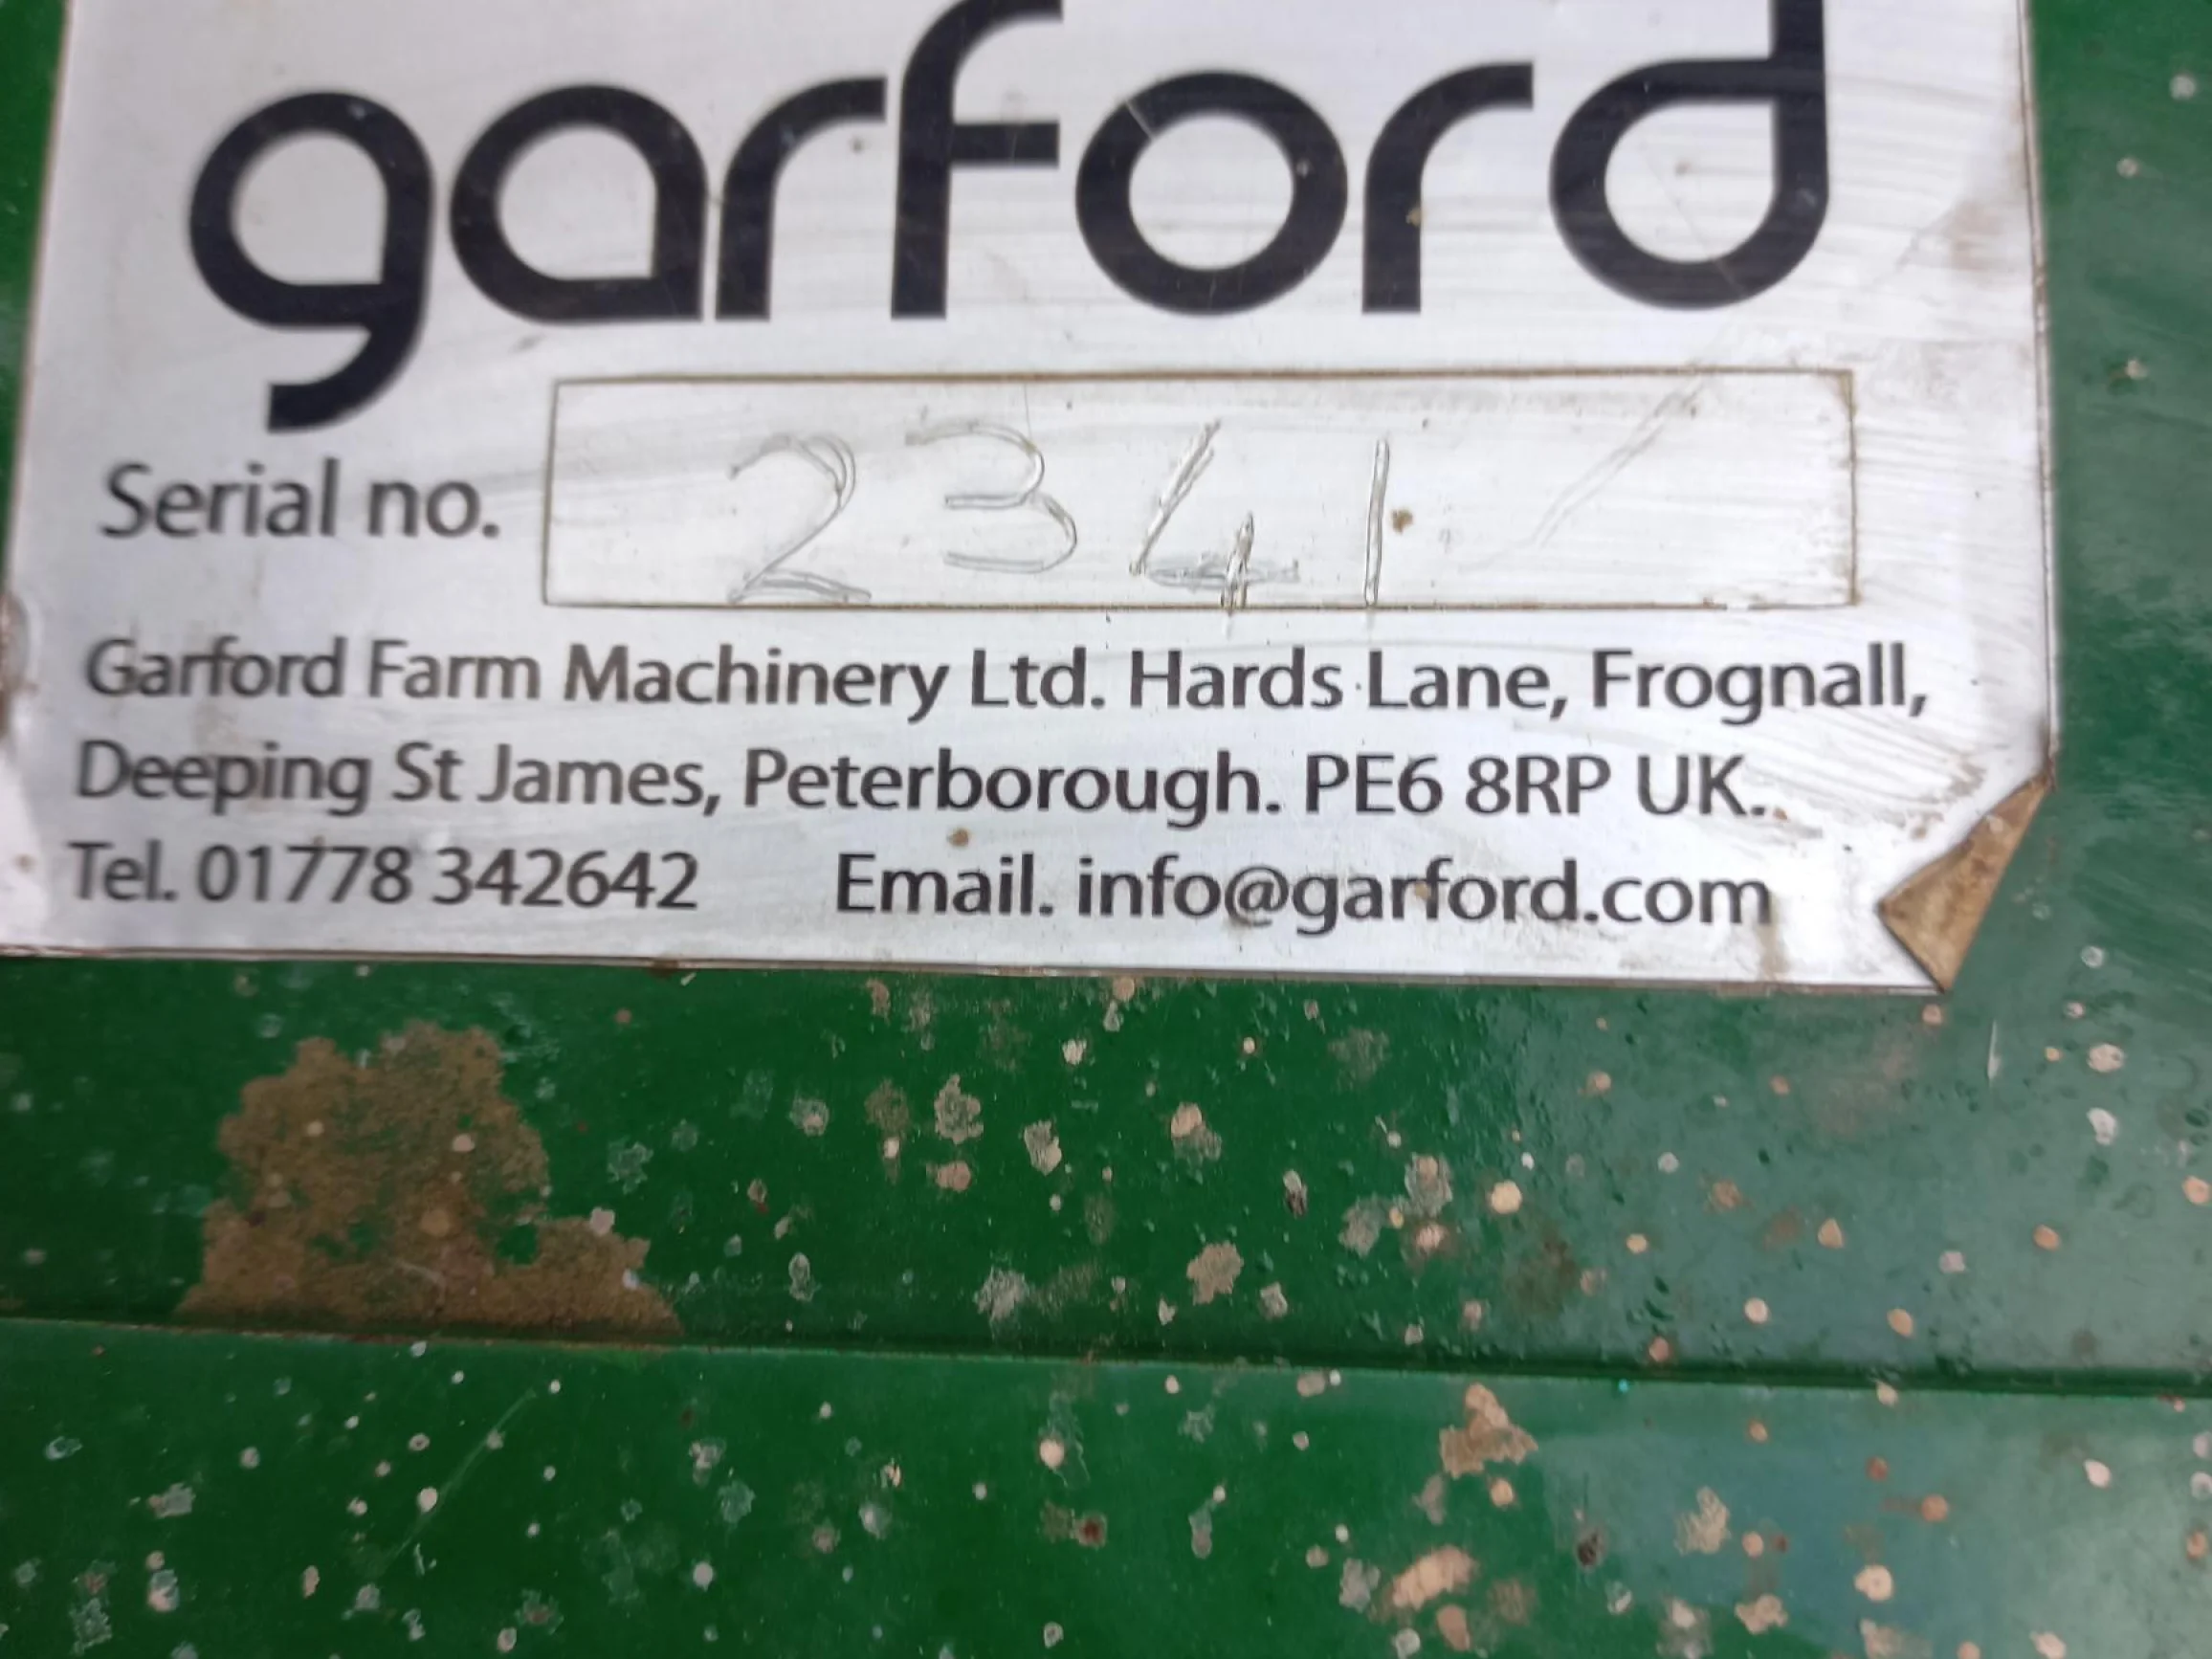 garford
Serial no. 2341
Garford Farm Machinery Ltd. Hards Lane, Frognall,
Deeping St James, Peterborough. PE6 8RP UK.
Tel. 01778 342642 Email. info@garford.com